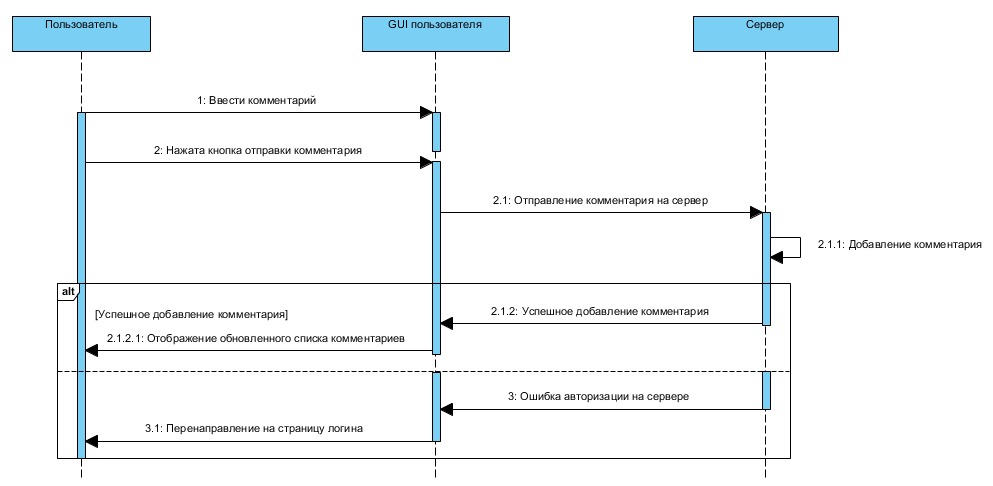 Пользователь
GUI пользователя
Сервер
1: Ввести комментарий
2: Нажата кнопка отправки комментария
2.1: Отправление комментария на сервер
2.1.1: Добавление комментария
alt
[Успешное добавление комментария]
2.1.2: Успешное добавление комментария
2.1.2.1: Отображение обновленного списка комментариев
3: Ошибка авторизации на сервере
3.1: Перенаправление на страницу логина